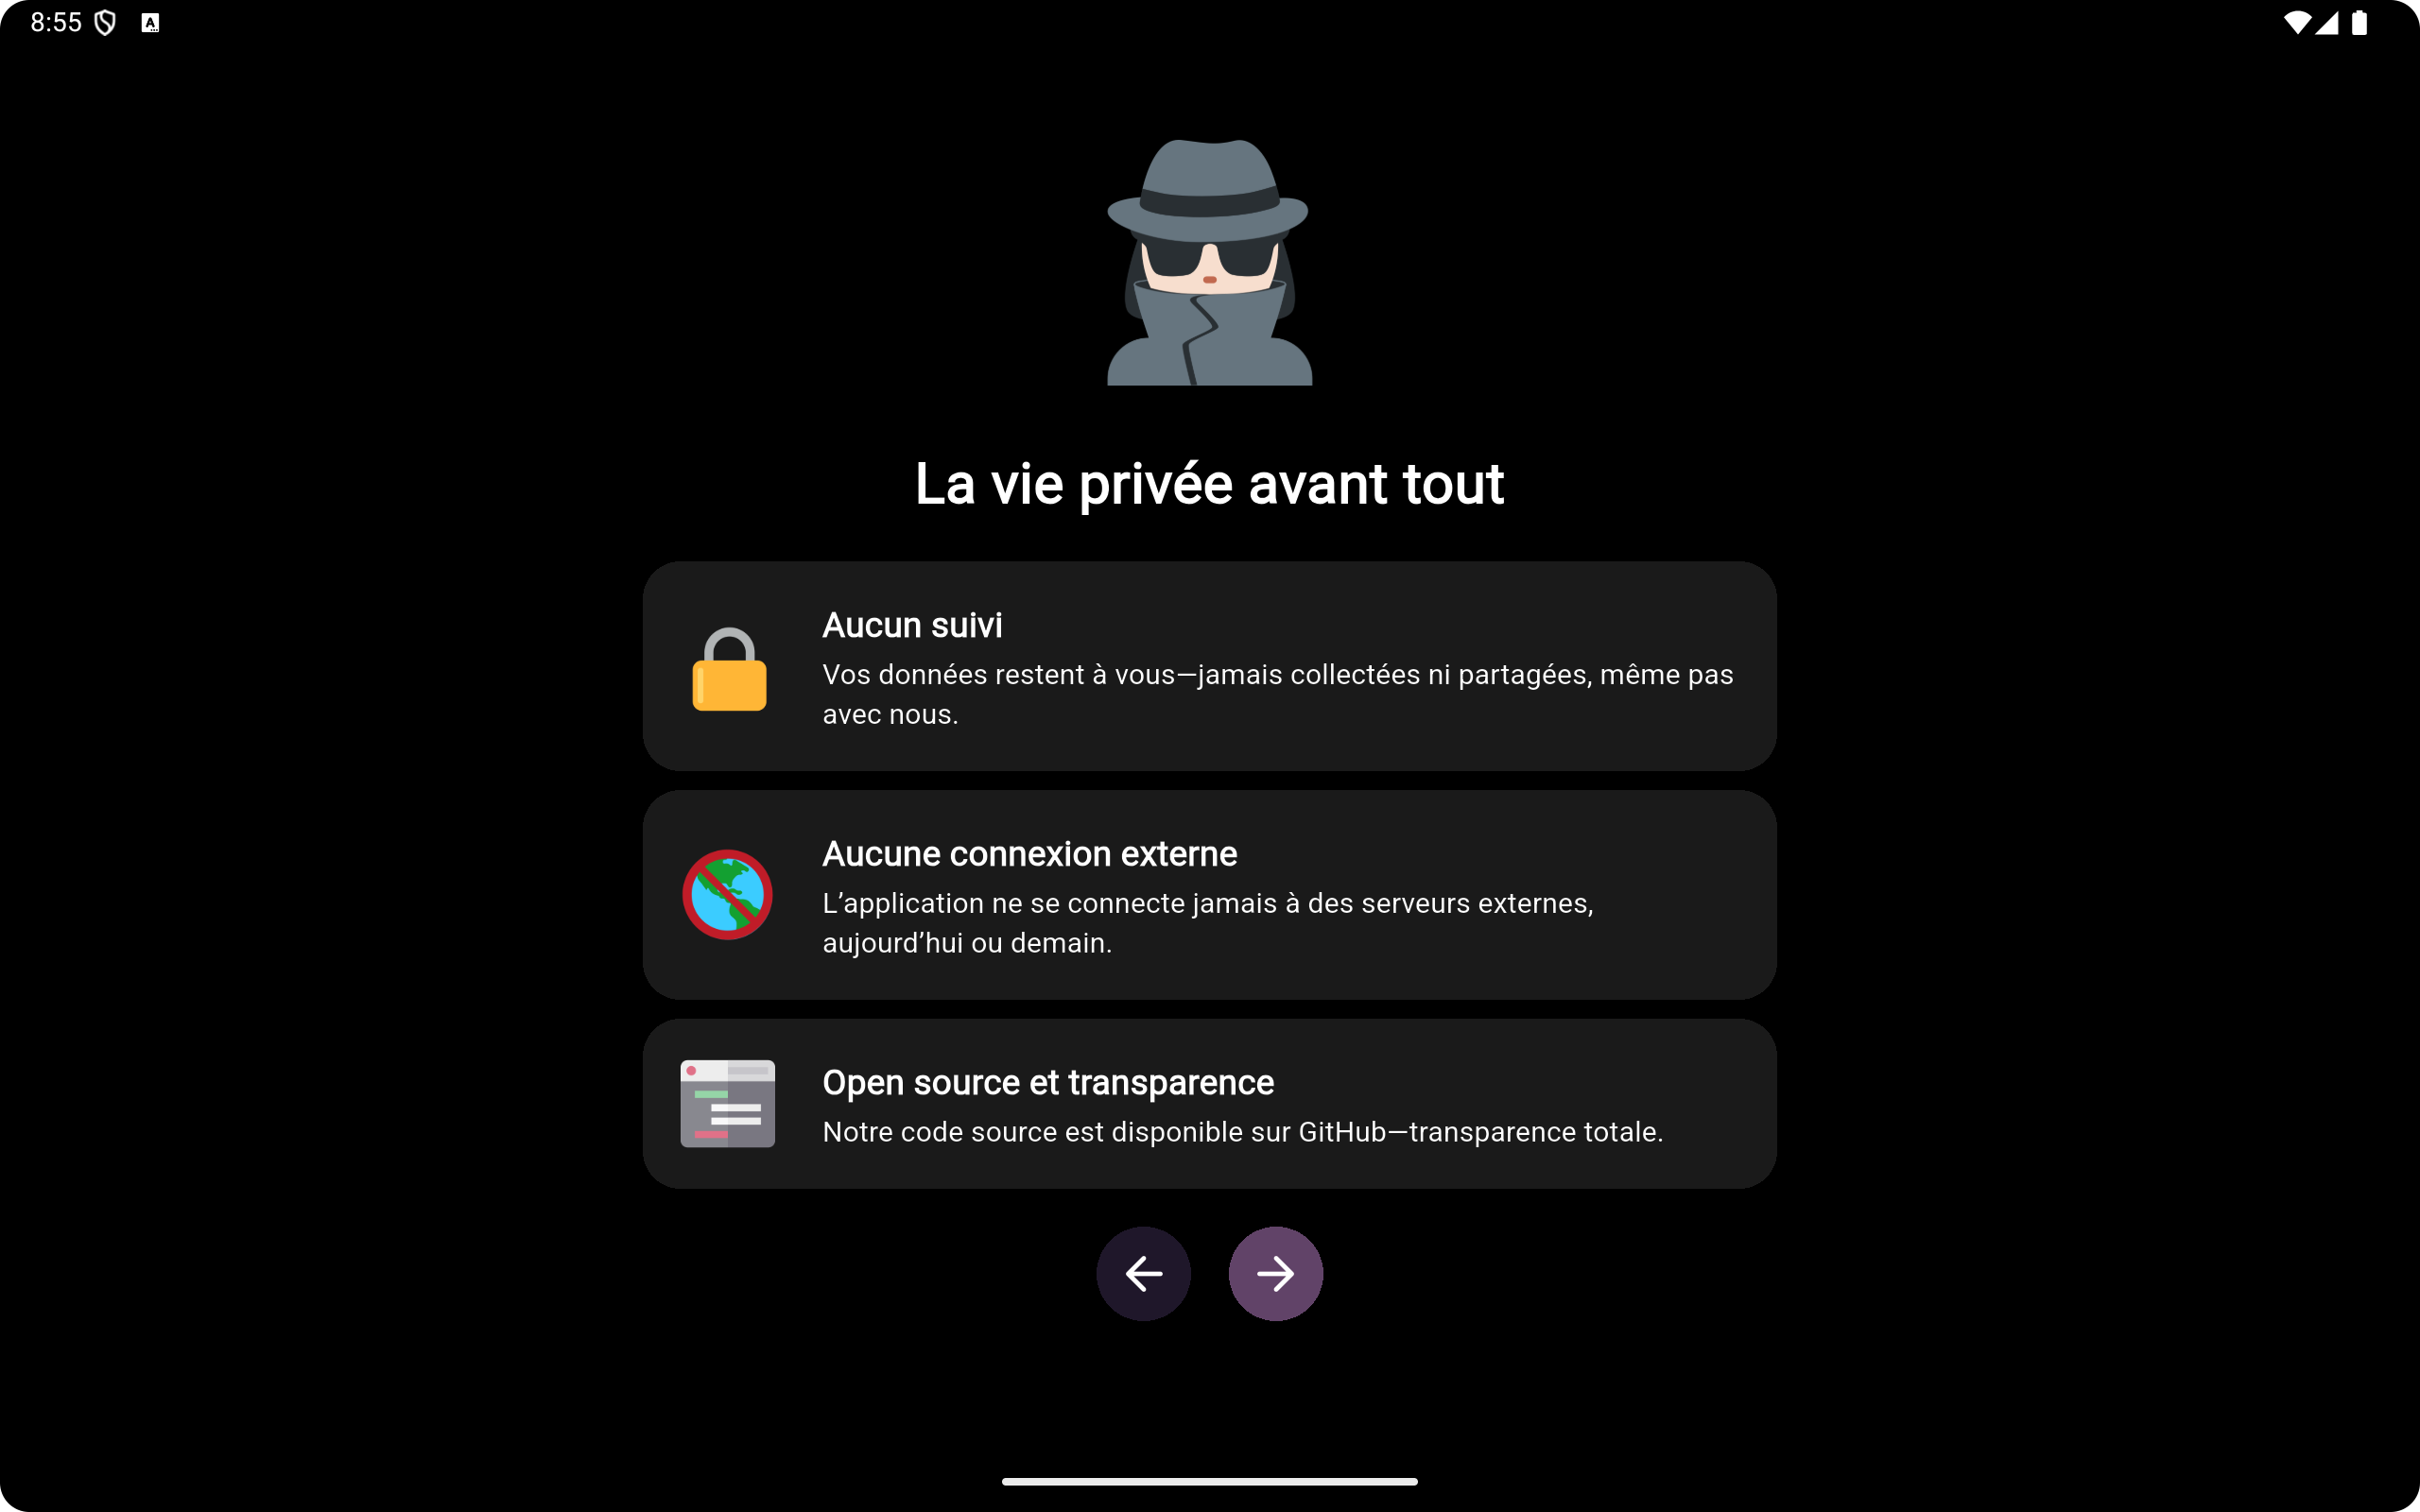 8:55
A
La vie privée avant tout
Aucun suivi
Vos données restent à vous—jamais collectées ni partagées, même pas
avec nous.
Aucune connexion externe
L’application ne se connecte jamais à des serveurs externes,
aujourd’hui ou demain.
Open source et transparence
Notre code source est disponible sur GitHub—transparence totale.